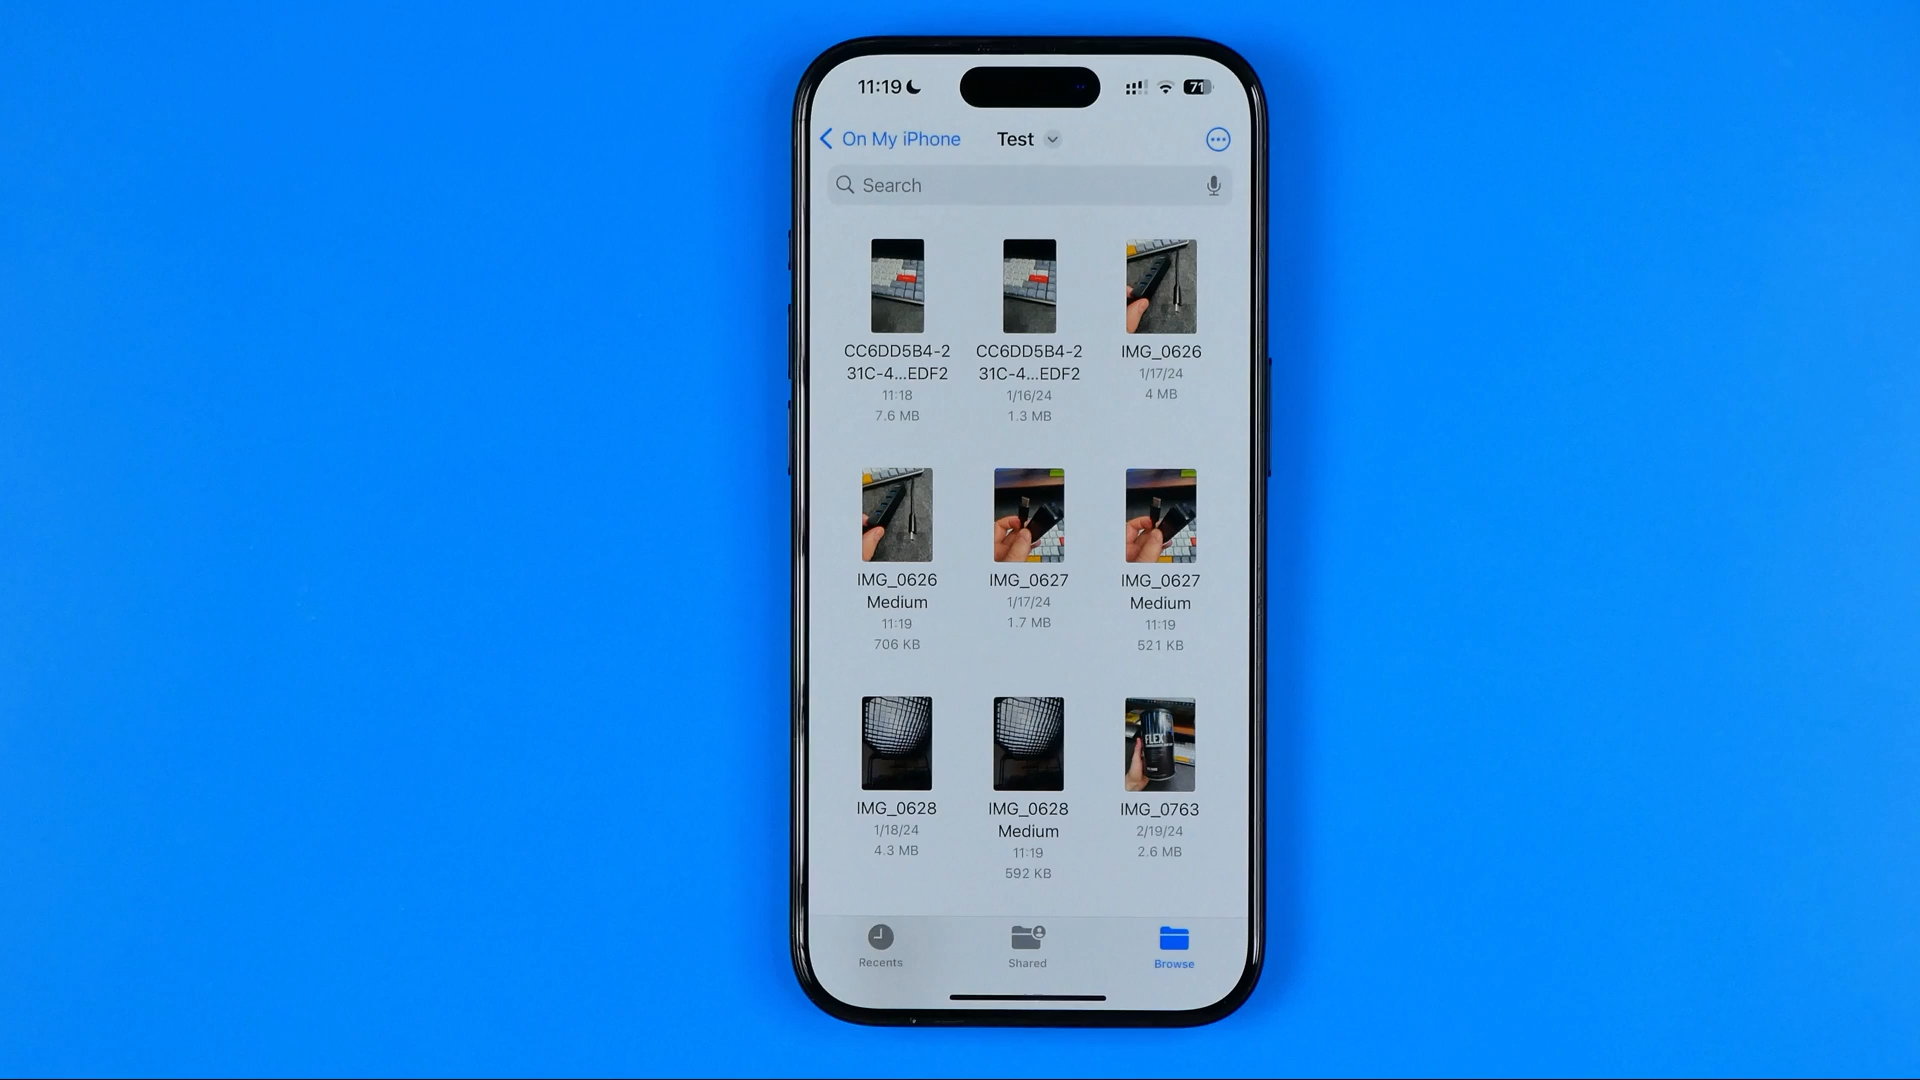 11:19
71
On My iPhone
Test
Search
CC6DD5B4-2
31C-4...EDF2
11:18
7.6 MB
CC6DD5B4-2
31C-4...EDF2
1/16/24
1.3 MB
IMG_0626
1/17/24
4 MB
IMG_0626
Medium
11:19
706 KB
IMG_0627
1/17/24
1.7 MB
IMG_0627
Medium
11:19
521 KB
FLEX
IMG_0628
1/18/24
4.3 MB
IMG_0628
Medium
11:19
592 KB
IMG_0763
2/19/24
2.6 MB
Recents
Shared
Browse